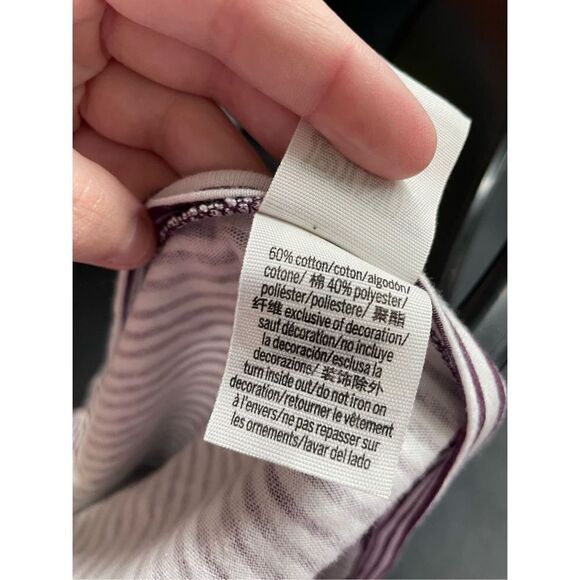 60% cotton/coton/algodón/
cotone/ 棉 40% polyester/
poliéster/poliestere/ 聚酯
纤维 exclusive of decoration/
sauf décoration/no incluye
la decoración/esclusa la
decorazione/ 装饰除外
turn inside out/do not iron on
decoration/retourner le vêtement
à l'envers/ne pas repasser sur
les ornements/lavar del lado